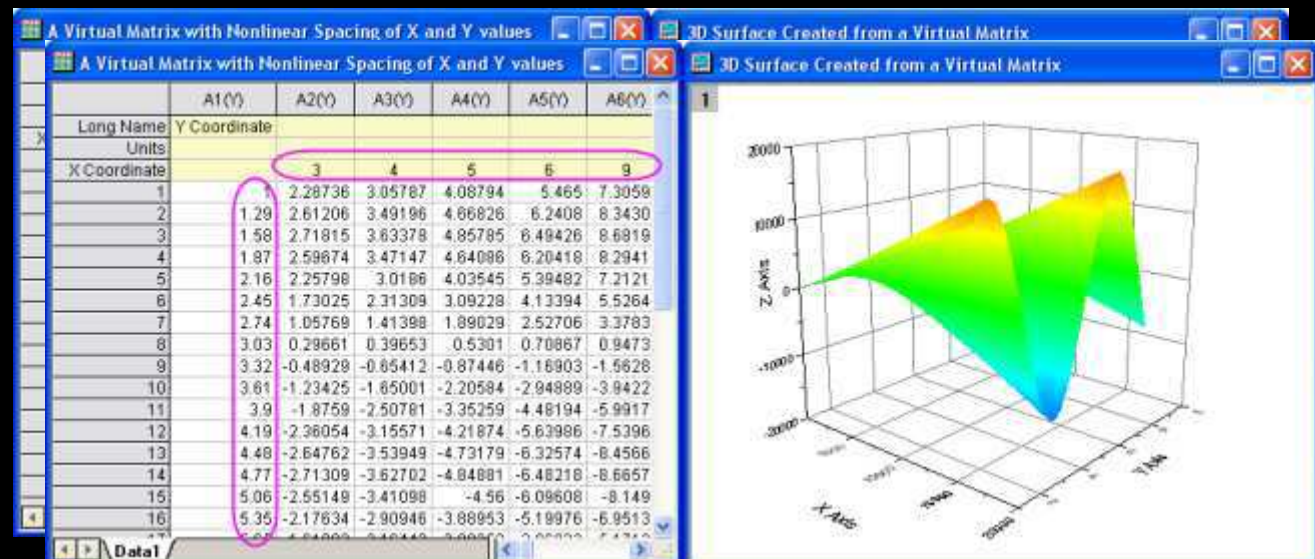 A Virtual Matrix with Nonlinear Spacing of X and Y values
3D Surface Created from a Virtual Matrix
A Virtual Matrix with Nonlinear Spacing of X and Y values
3D Surface Created from a Virtual Matrix
A1(Y) A2(Y) A3(Y) A4(Y) A5(Y) A6(Y)
Long Name Y Coordinate
Units
X Coordinate 3 4 5 6 9
1 1 2.28736 3.05787 4.08794 5.465 7.3059
2 1.29 2.61206 3.49196 4.66826 6.2408 8.3430
3 1.58 2.71815 3.63378 4.85785 6.49426 8.6819
4 1.87 2.59674 3.47147 4.64086 6.20418 8.2941
5 2.16 2.25798 3.0186 4.03545 5.39482 7.2121
6 2.45 1.73025 2.31309 3.09228 4.13394 5.5264
7 2.74 1.05769 1.41398 1.89029 2.52706 3.3783
8 3.03 0.29661 0.39653 0.5301 0.70867 0.9473
9 3.32 -0.48929 -0.65412 -0.87446 -1.16903 -1.5628
10 3.61 -1.23425 -1.65001 -2.20584 -2.94889 -3.9422
11 3.9 -1.8759 -2.50781 -3.35259 -4.48194 -5.9917
12 4.19 -2.36054 -3.15571 -4.21874 -5.63986 -7.5396
13 4.48 -2.64762 -3.53949 -4.73179 -6.32574 -8.4566
14 4.77 -2.71309 -3.62702 -4.84881 -6.48218 -8.6657
15 5.06 -2.55149 -3.41098 -4.56 -6.09608 -8.149
16 5.35 -2.17634 -2.90946 -3.88953 -5.19976 -6.9513
Data1
1
20000
10000
0
-10000
-20000
Z Axis
X Axis
Y Axis